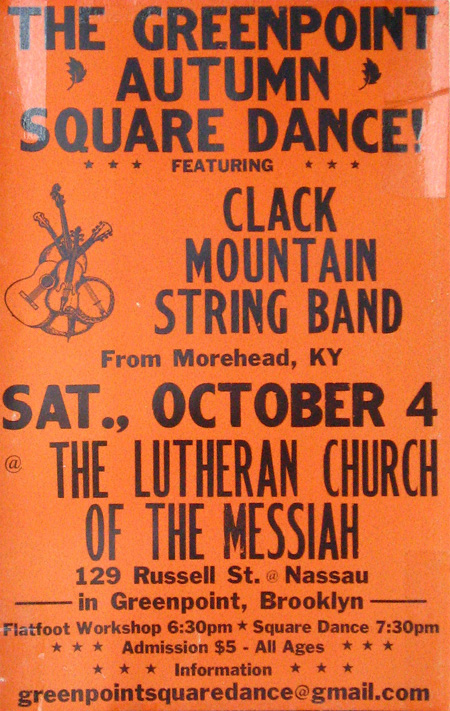 THE GREENPOINT
AUTUMN
SQUARE DANCE!
★ ★ ★ FEATURING ★ ★ ★
CLACK
MOUNTAIN
STRING BAND
From Morehead, KY
SAT., OCTOBER 4
@ THE LUTHERAN CHURCH
OF THE MESSIAH
129 Russell St. @ Nassau
in Greenpoint, Brooklyn
Flatfoot Workshop 6:30pm ★ Square Dance 7:30pm
★ ★ ★ Admission $5 - All Ages ★ ★ ★
★ ★ ★ Information ★ ★ ★
greenpointsquaredance@gmail.com